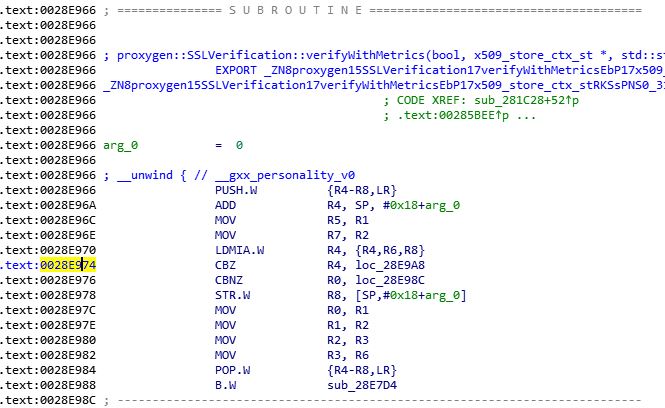 .text:0028E966 ; =============== S U B R O U T I N E =======================================
.text:0028E966
.text:0028E966
.text:0028E966 ; proxygen::SSLVerification::verifyWithMetrics(bool, x509_store_ctx_st *, std::st
.text:0028E966 EXPORT _ZN8proxygen15SSLVerification17verifyWithMetricsEbP17x509_
.text:0028E966 _ZN8proxygen15SSLVerification17verifyWithMetricsEbP17x509_store_ctx_stRKSsPNS0_31
.text:0028E966 ; CODE XREF: sub_281C28+52↑p
.text:0028E966 ; .text:00285BEE↑p ...
.text:0028E966
.text:0028E966 arg_0 = 0
.text:0028E966
.text:0028E966 ; __unwind { // __gxx_personality_v0
.text:0028E966 PUSH.W {R4-R8,LR}
.text:0028E96A ADD R4, SP, #0x18+arg_0
.text:0028E96C MOV R5, R1
.text:0028E96E MOV R7, R2
.text:0028E970 LDMIA.W R4, {R4,R6,R8}
.text:0028E974 CBZ R4, loc_28E9A8
.text:0028E976 CBNZ R0, loc_28E98C
.text:0028E978 STR.W R8, [SP,#0x18+arg_0]
.text:0028E97C MOV R0, R1
.text:0028E97E MOV R1, R2
.text:0028E980 MOV R2, R3
.text:0028E982 MOV R3, R6
.text:0028E984 POP.W {R4-R8,LR}
.text:0028E988 B.W sub_28E7D4
.text:0028E98C ; ---------------------------------------------------------------------------